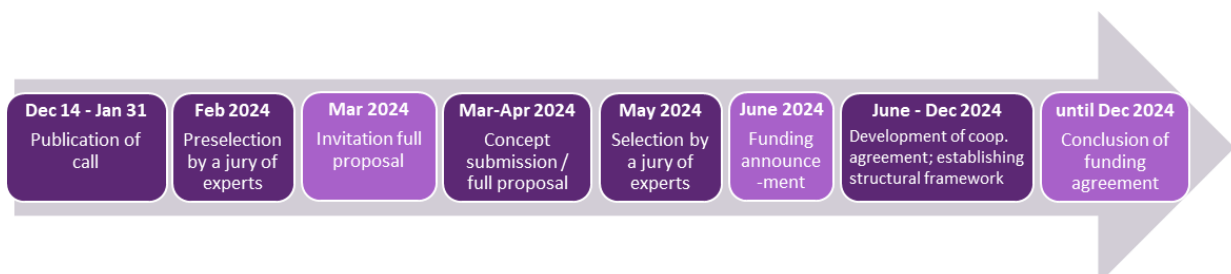 Dec 14 - Jan 31
Publication of
call
Feb 2024
Preselection
by a jury of
experts
Mar 2024
Invitation full
proposal
Mar-Apr 2024
Concept
submission /
full proposal
May 2024
Selection by
a jury of
experts
June 2024
Funding
announce
-ment
June - Dec 2024
Development of coop.
agreement; establishing
structural framework
until Dec 2024
Conclusion of
funding
agreement